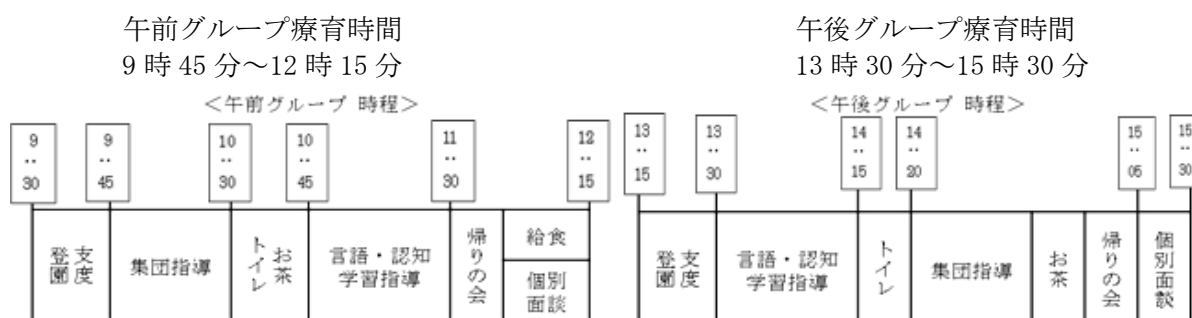 午前グループ療育時間
9時45分～12時15分
＜午前グループ 時程＞
9:30
9:45
10:30
10:45
11:30
12:15
登園 支度
集団指導
トイレ お茶
言語・認知
学習指導
帰りの会
給食
個別
面談
午後グループ療育時間
13時30分～15時30分
＜午後グループ 時程＞
13:15
13:30
14:15
14:20
15:05
15:30
登園 支度
言語・認知
学習指導
トイレ
集団指導
お茶
帰りの会
個別面談